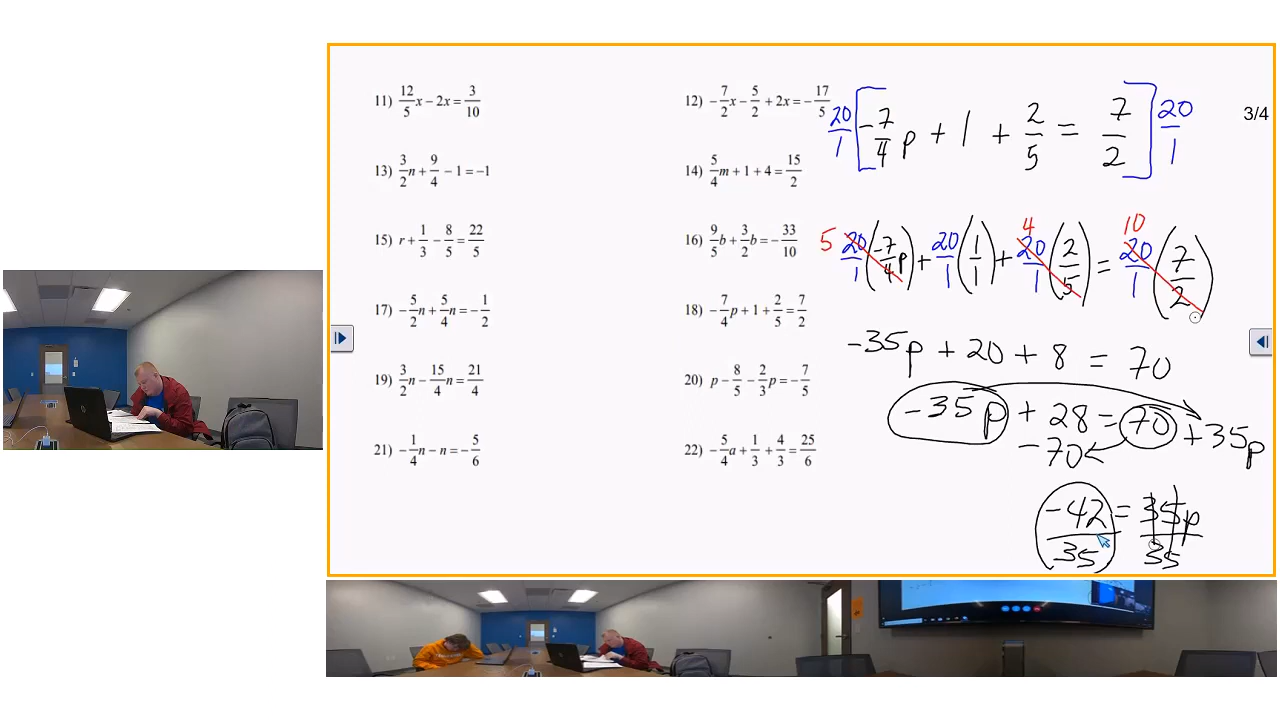 11) 12/5 x − 2x = 3/10
12) −7/2 x − 5/2 + 2x = −17/5
13) 3/2 n + 9/4 − 1 = −1
14) 5/4 m + 1 + 4 = 15/2
15) r + 1/3 − 8/5 = 22/5
16) 9/5 b + 3/2 b = −33/10
17) −5/2 n + 5/4 n = −1/2
18) −7/4 p + 1 + 2/5 = 7/2
19) 3/2 n − 15/4 n = 21/4
20) p − 8/5 − 2/3 p = −7/5
21) −1/4 n − n = −5/6
22) −5/4 a + 1/3 + 4/3 = 25/6
3/4
20/1 [−7/4 p + 1 + 2/5 = 7/2] 20/1
5 20/1 (−7/4 p) + 20/1 (1/1) + 4 20/1 (2/5) = 10 20/1 (7/2)
−35p + 20 + 8 = 70
−35p + 28 = 70 + 35p
−70
−42/35 = 35p/35